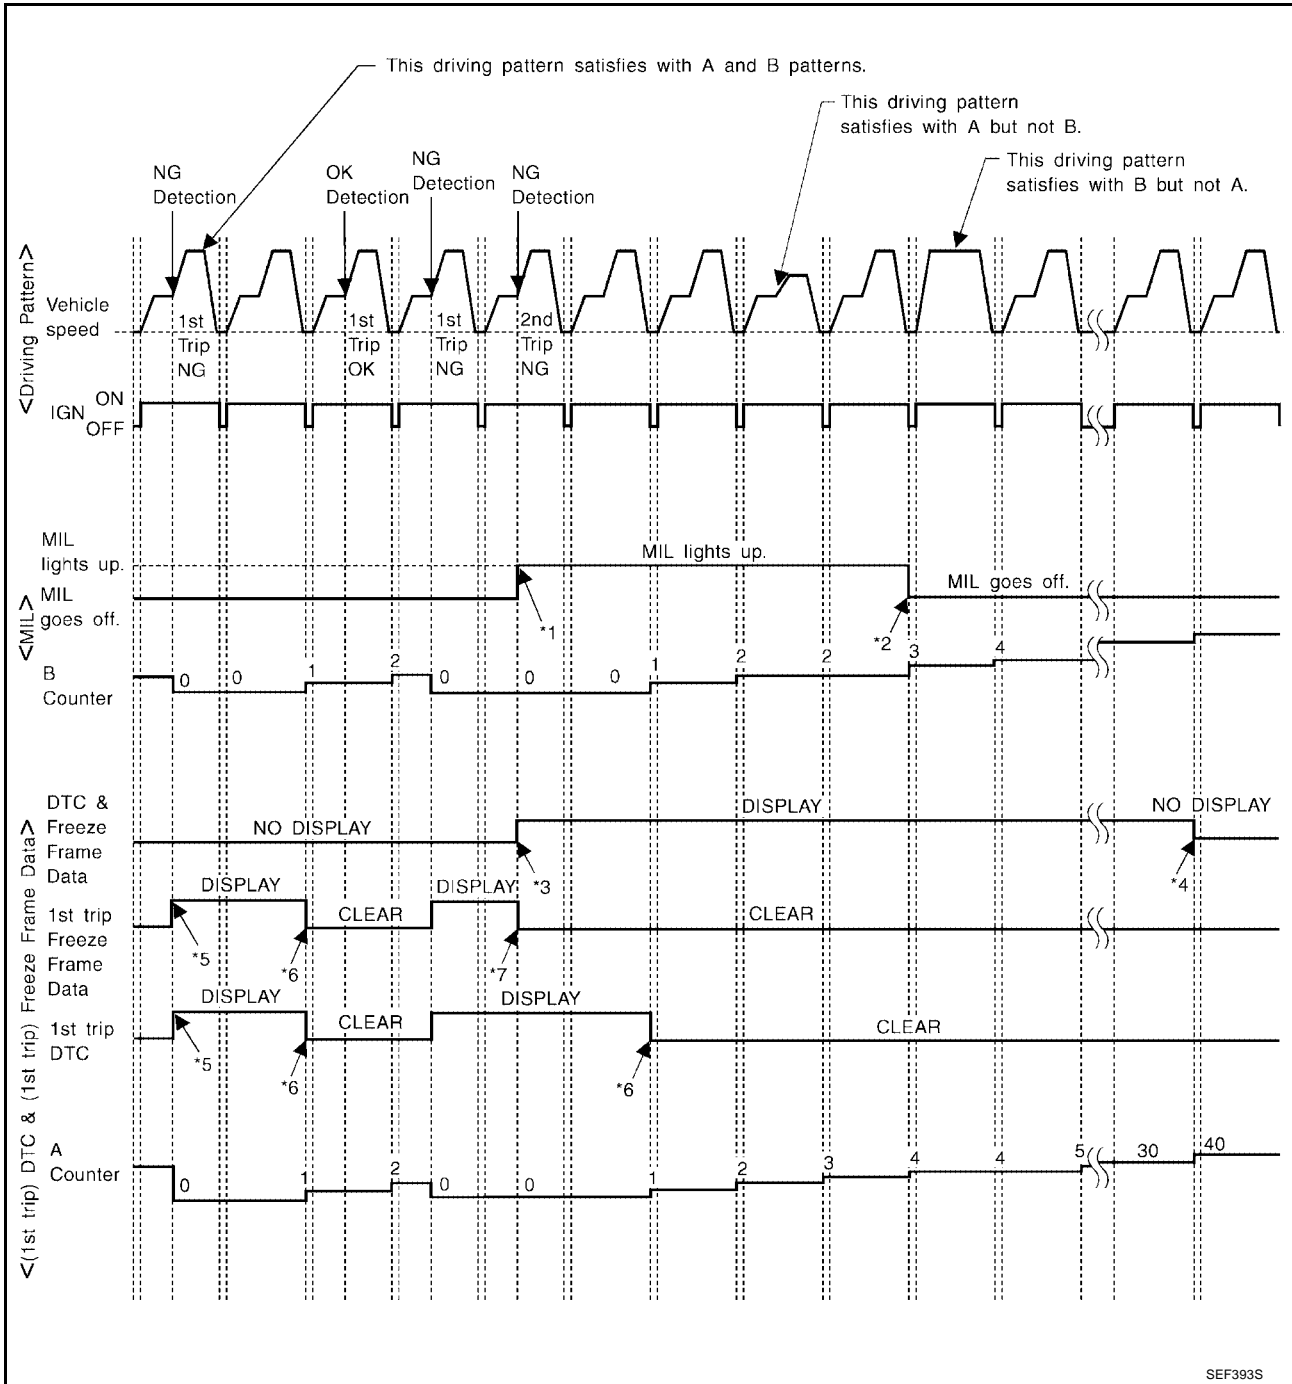 This driving pattern satisfies with A and B patterns.
This driving pattern
satisfies with A but not B.
This driving pattern
satisfies with B but not A.
NG
Detection
OK
Detection
NG
Detection
NG
Detection
<Driving Pattern>
Vehicle
speed
1st
Trip
NG
1st
Trip
OK
1st
Trip
NG
2nd
Trip
NG
IGN
ON
OFF
<MIL>
MIL
lights up.
MIL
goes off.
MIL lights up.
MIL goes off.
*1
*2
B
Counter
0 0 1 2 0 0 0 1 2 2 3 4
<(1st trip) DTC & (1st trip) Freeze Frame Data>
DTC &
Freeze
Frame
Data
NO DISPLAY
DISPLAY
NO DISPLAY
*3
*4
1st trip
Freeze
Frame
Data
DISPLAY
CLEAR
DISPLAY
CLEAR
*5
*6
*7
1st trip
DTC
DISPLAY
CLEAR
DISPLAY
CLEAR
*5
*6
*6
A
Counter
0 1 2 0 0 1 2 3 4 4 5 30 40
SEF393S